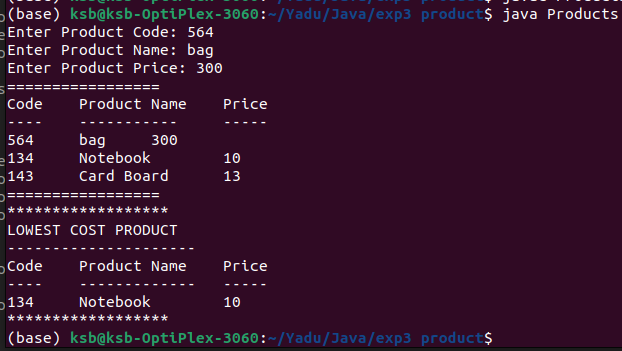 (base) ksb@ksb-OptiPlex-3060:~/Yadu/Java/exp3 product$ java Products
Enter Product Code: 564
Enter Product Name: bag
Enter Product Price: 300
=================
Code    Product Name    Price
----    -----------     -----
564     bag     300
134     Notebook        10
143     Card Board      13
=================
******************
LOWEST COST PRODUCT
---------------------
Code    Product Name    Price
----    -------------   -----
134     Notebook        10
******************
(base) ksb@ksb-OptiPlex-3060:~/Yadu/Java/exp3 product$